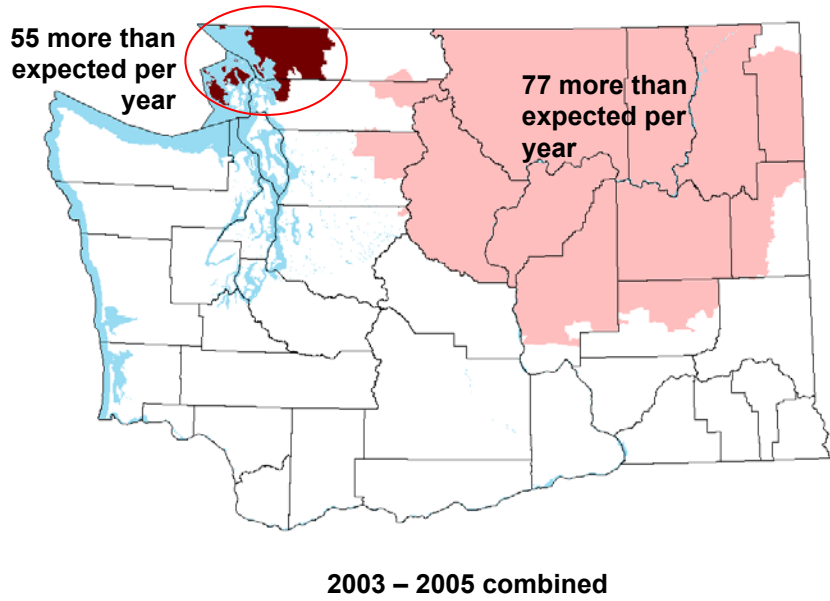 55 more than
expected per
year
77 more than
expected per
year
2003 – 2005 combined